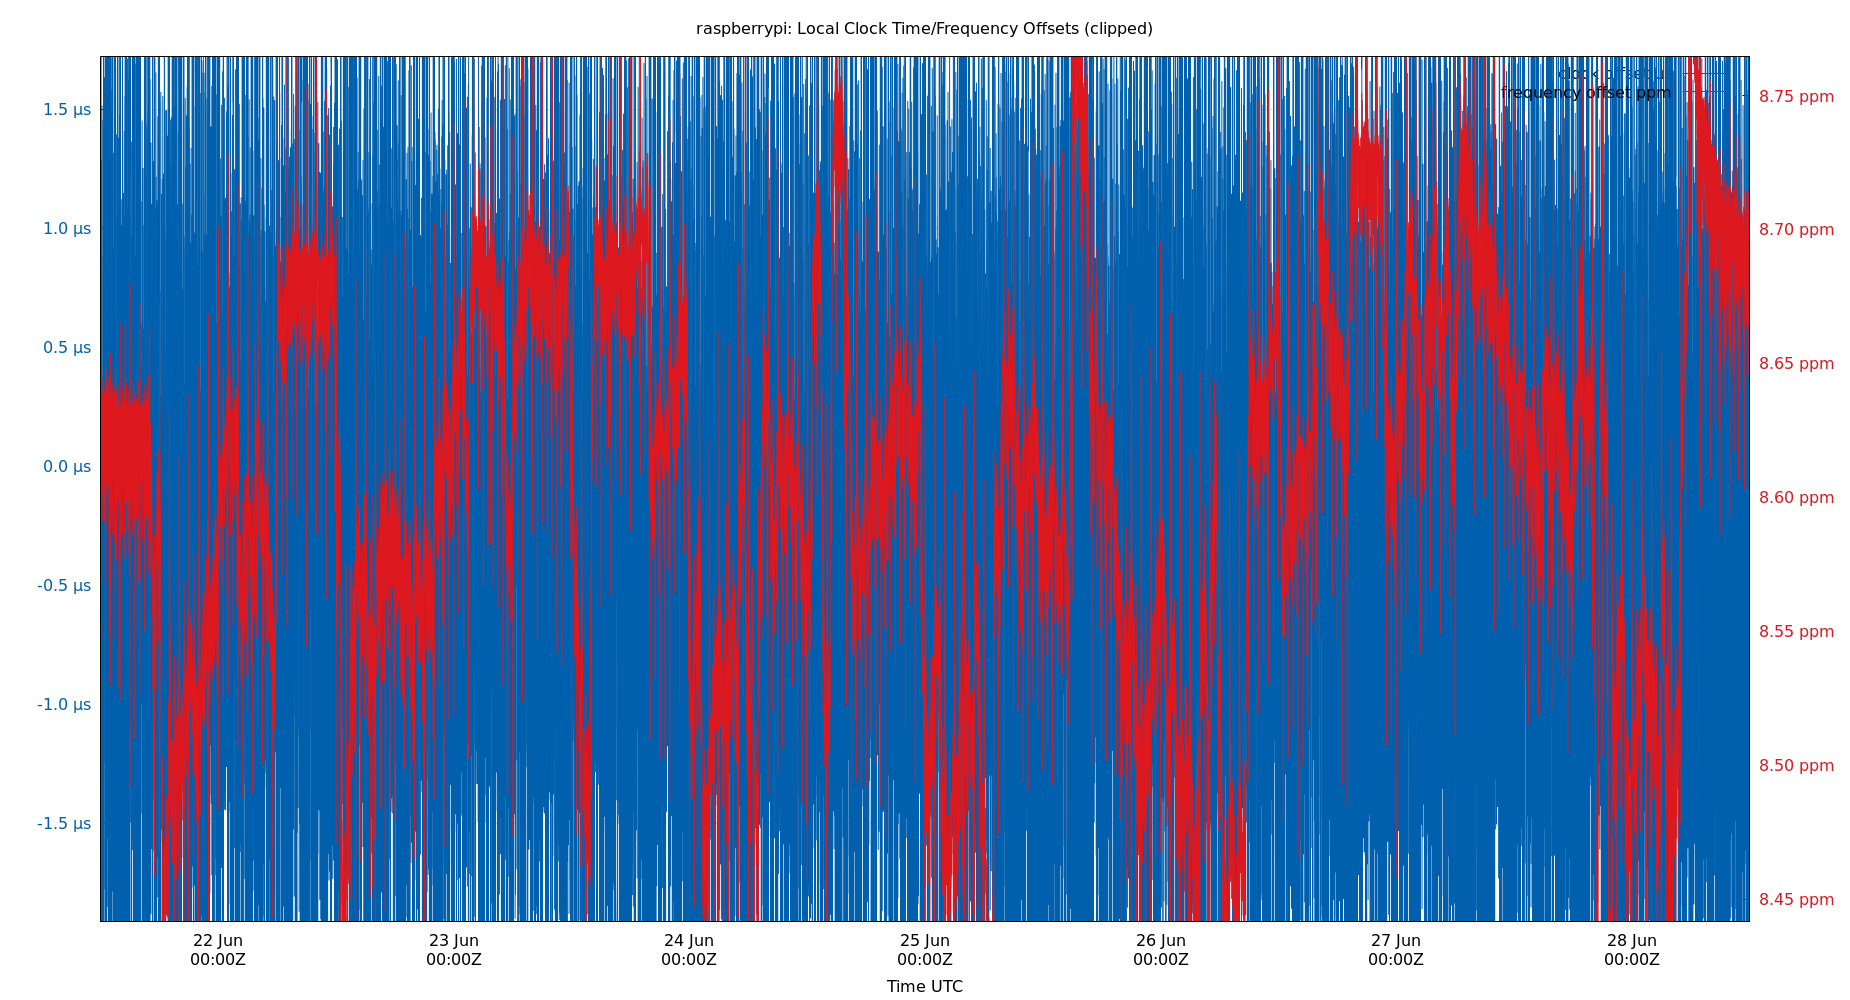 raspberrypi: Local Clock Time/Frequency Offsets (clipped)
clock offset
frequency offset ppm
1.5 µs
1.0 µs
0.5 µs
0.0 µs
-0.5 µs
-1.0 µs
-1.5 µs
8.75 ppm
8.70 ppm
8.65 ppm
8.60 ppm
8.55 ppm
8.50 ppm
8.45 ppm
22 Jun 23 Jun 24 Jun 25 Jun 26 Jun 27 Jun 28 Jun
00:00Z 00:00Z 00:00Z 00:00Z 00:00Z 00:00Z 00:00Z
Time UTC